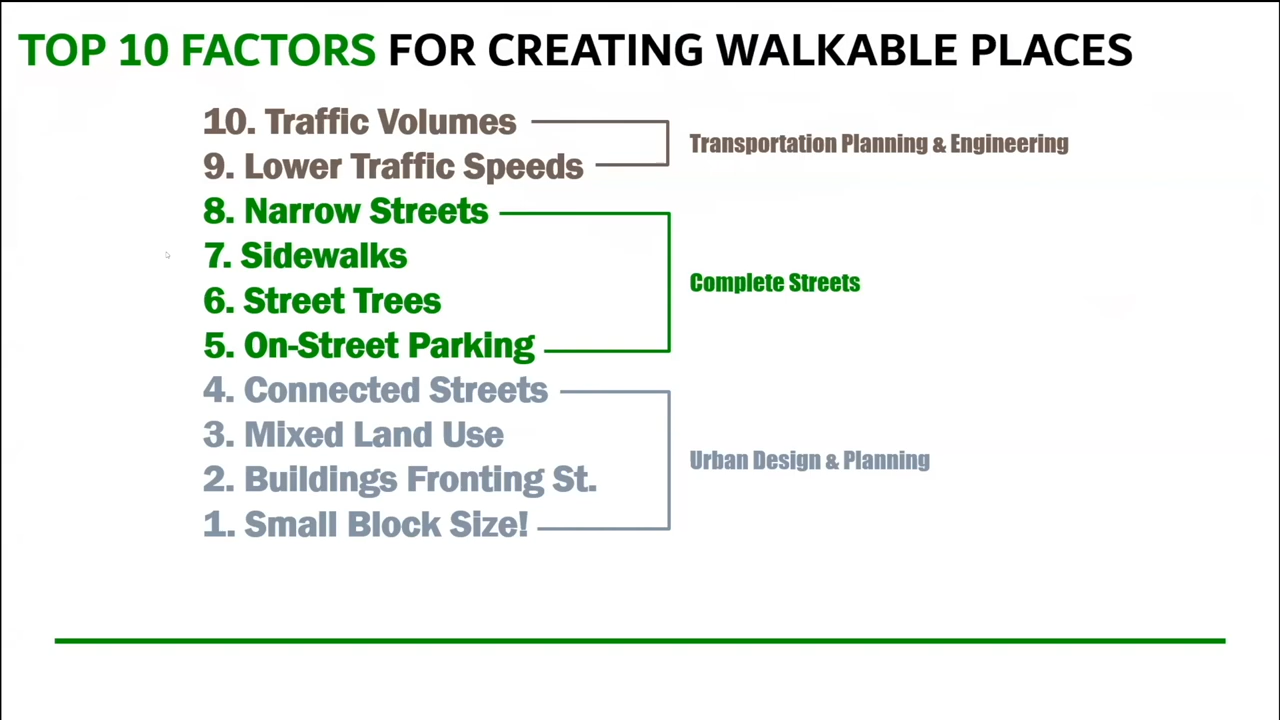 TOP 10 FACTORS FOR CREATING WALKABLE PLACES
10. Traffic Volumes
9. Lower Traffic Speeds
Transportation Planning & Engineering
8. Narrow Streets
7. Sidewalks
6. Street Trees
5. On-Street Parking
Complete Streets
4. Connected Streets
3. Mixed Land Use
2. Buildings Fronting St.
1. Small Block Size!
Urban Design & Planning